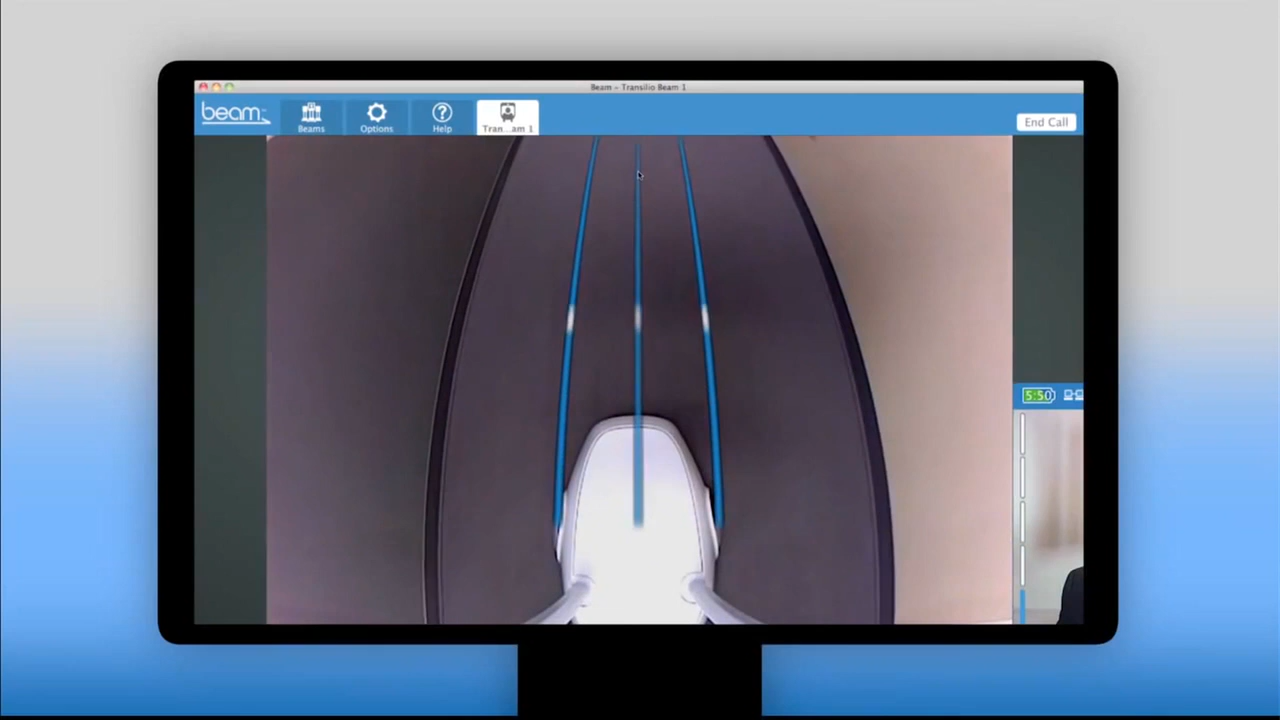 Beam - Transilio Beam 1
beam
Beams
Options
Help
Tran...am 1
End Call
5:50